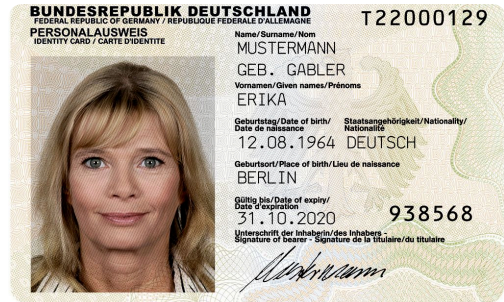 BUNDESREPUBLIK DEUTSCHLAND
FEDERAL REPUBLIC OF GERMANY / REPUBLIQUE FEDERALE D'ALLEMAGNE
PERSONALAUSWEIS
IDENTITY CARD / CARTE D'IDENTITE
T22000129
Name/Surname/Nom
MUSTERMANN
GEB. GABLER
Vornamen/Given names/Prénoms
ERIKA
Geburtstag/Date of birth/ Staatsangehörigkeit/Nationality/
Date de naissance Nationalité
12.08.1964 DEUTSCH
Geburtsort/Place of birth/Lieu de naissance
BERLIN
Gültig bis/Date of expiry/
Date d'expiration
31.10.2020 938568
Unterschrift der Inhaberin/des Inhabers -
Signature of bearer - Signature de la titulaire/du titulaire
Mustermann